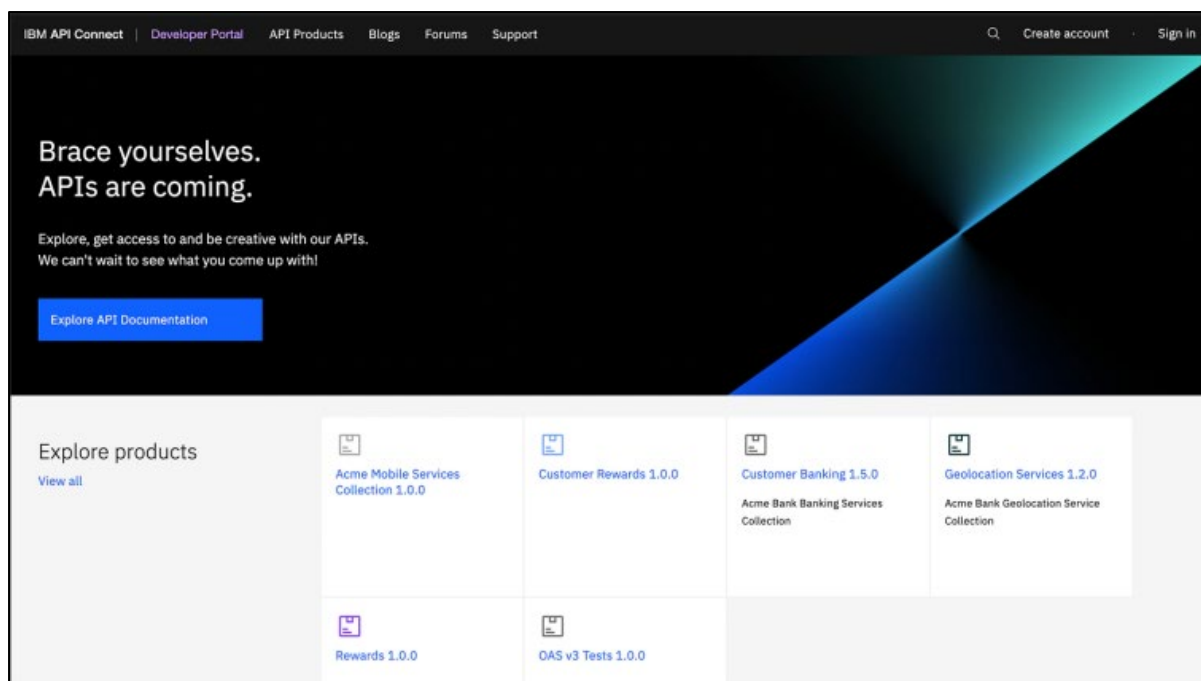 IBM API Connect | Developer Portal API Products Blogs Forums Support Create account · Sign in
Brace yourselves.
APIs are coming.
Explore, get access to and be creative with our APIs.
We can't wait to see what you come up with!
Explore API Documentation
Explore products
View all
Acme Mobile Services
Collection 1.0.0
Customer Rewards 1.0.0
Customer Banking 1.5.0
Acme Bank Banking Services
Collection
Geolocation Services 1.2.0
Acme Bank Geolocation Service
Collection
Rewards 1.0.0
OAS v3 Tests 1.0.0